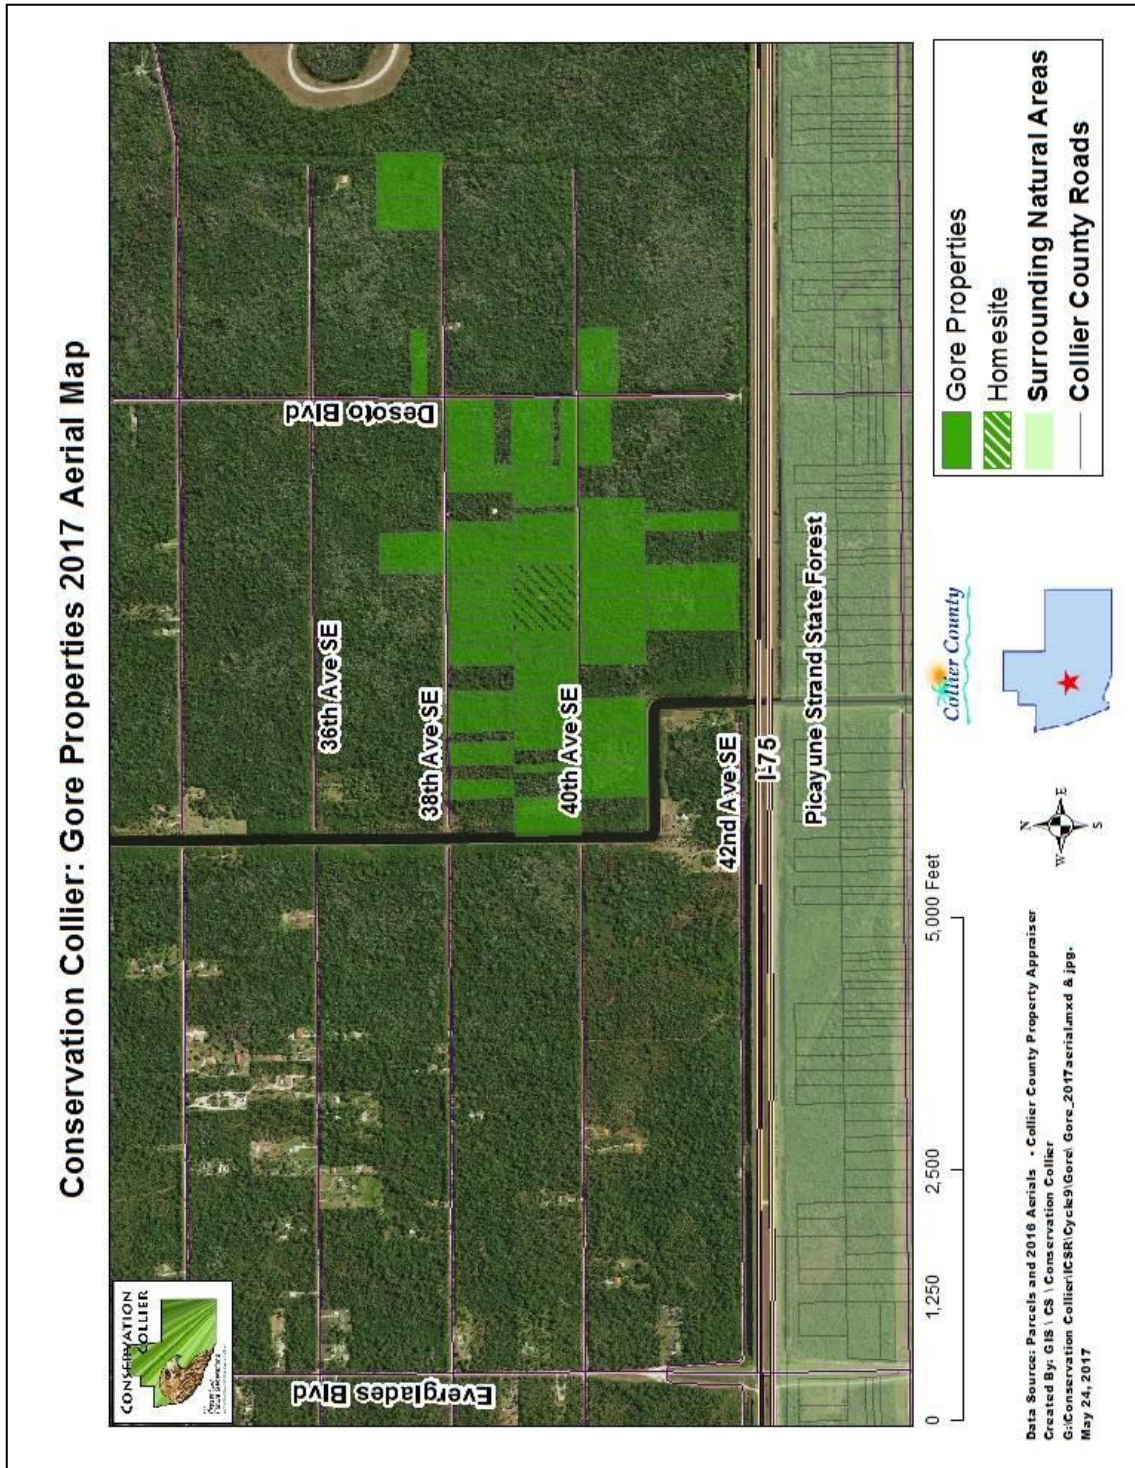 Conservation Collier: Gore Properties 2017 Aerial Map
CONSERVATION
COLLIER
Everglades Blvd
Desoto Blvd
36th Ave SE
38th Ave SE
40th Ave SE
42nd Ave SE
I-75
Picayune Strand State Forest
0 1,250 2,500 5,000 Feet
N
W E
S
Collier County
Gore Properties
Homesite
Surrounding Natural Areas
Collier County Roads
Data Source: Parcels and 2016 Aerials - Collier County Property Appraiser
Created By: GIS \ CS \ Conservation Collier
G:\Conservation Collier\ICSR\Cycle9\Gore\ Gore_2017aerial.mxd & jpg.
May 24, 2017